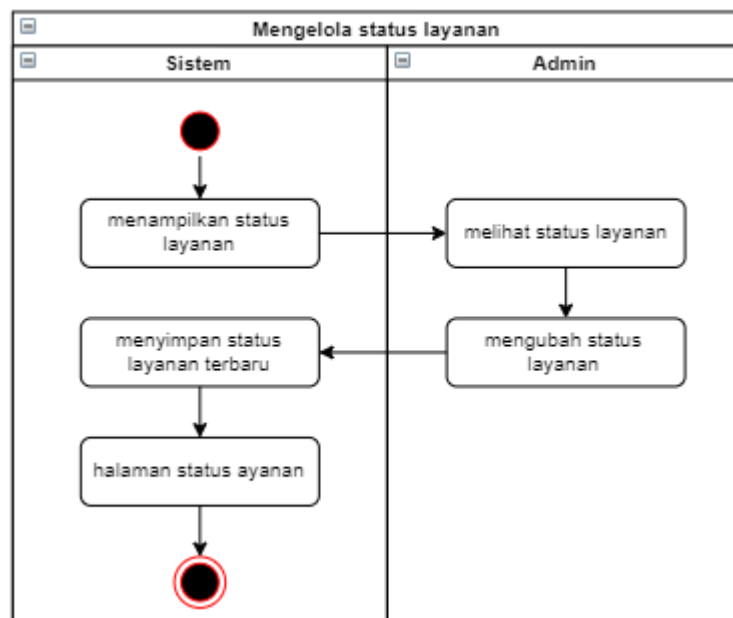 Mengelola status layanan
Sistem
Admin
menampilkan status
layanan
melihat status layanan
menyimpan status
layanan terbaru
mengubah status
layanan
halaman status ayanan